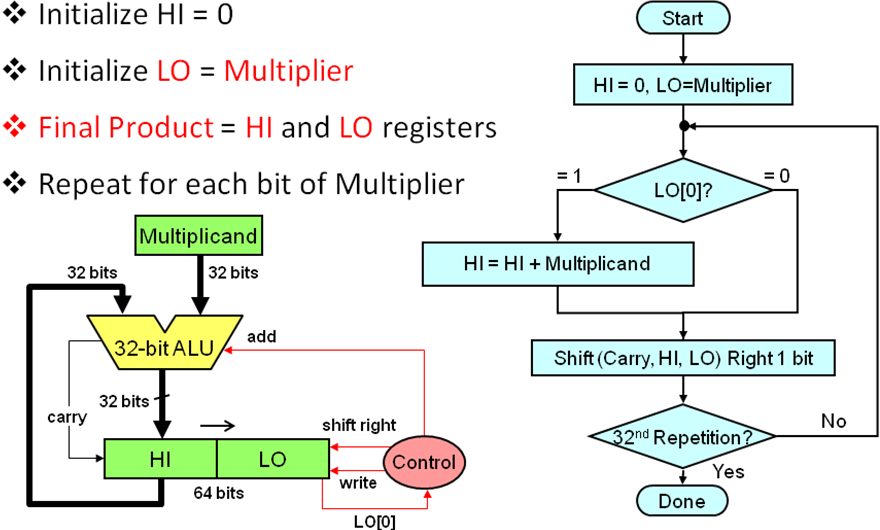 ❖ Initialize HI = 0
❖ Initialize LO = Multiplier
❖ Final Product = HI and LO registers
❖ Repeat for each bit of Multiplier
Multiplicand
32 bits
32 bits
32-bit ALU
add
carry
32 bits
shift right
HI
LO
Control
write
64 bits
LO[0]
Start
HI = 0, LO=Multiplier
= 1
LO[0]?
= 0
HI = HI + Multiplicand
Shift (Carry, HI, LO) Right 1 bit
32nd Repetition?
No
Yes
Done